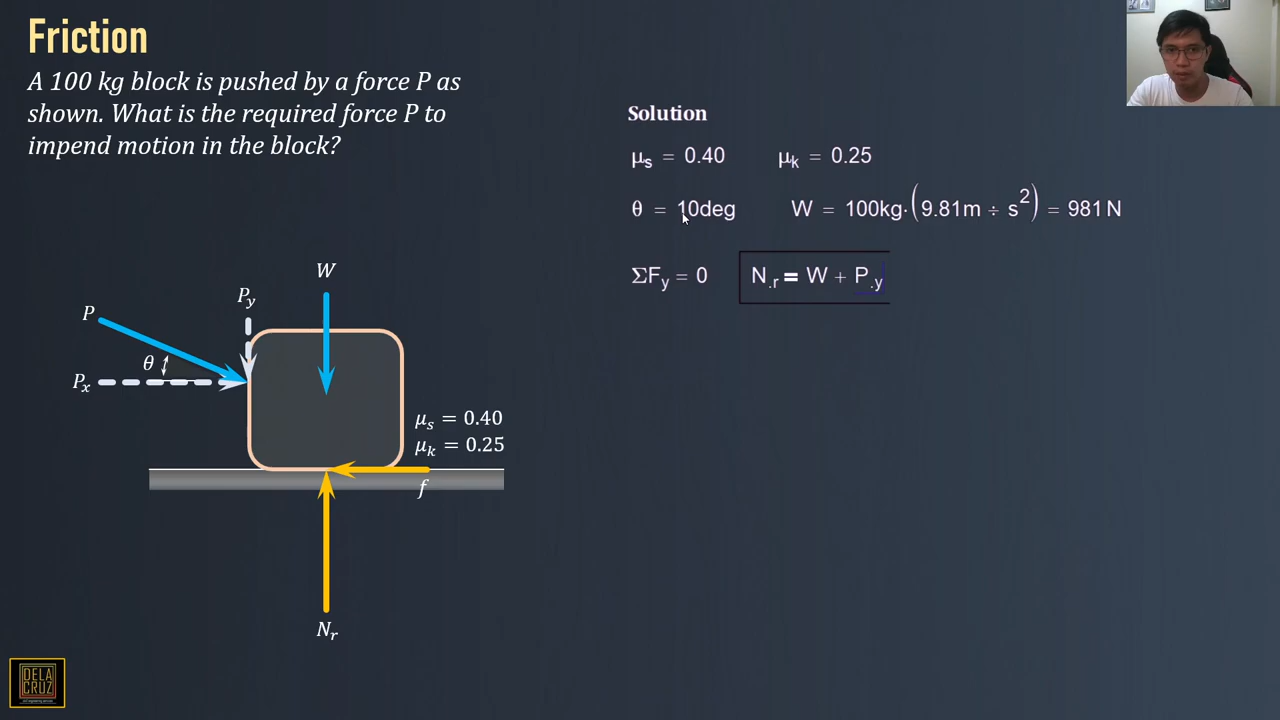 Friction
A 100 kg block is pushed by a force P as
shown. What is the required force P to
impend motion in the block?
Solution
μs = 0.40 μk = 0.25
θ = 10deg W = 100kg·(9.81m ÷ s²) = 981 N
ΣFy = 0 N.r = W + P.y
W
Py
P
θ
Px
μs = 0.40
μk = 0.25
f
Nr
DELA
CRUZ